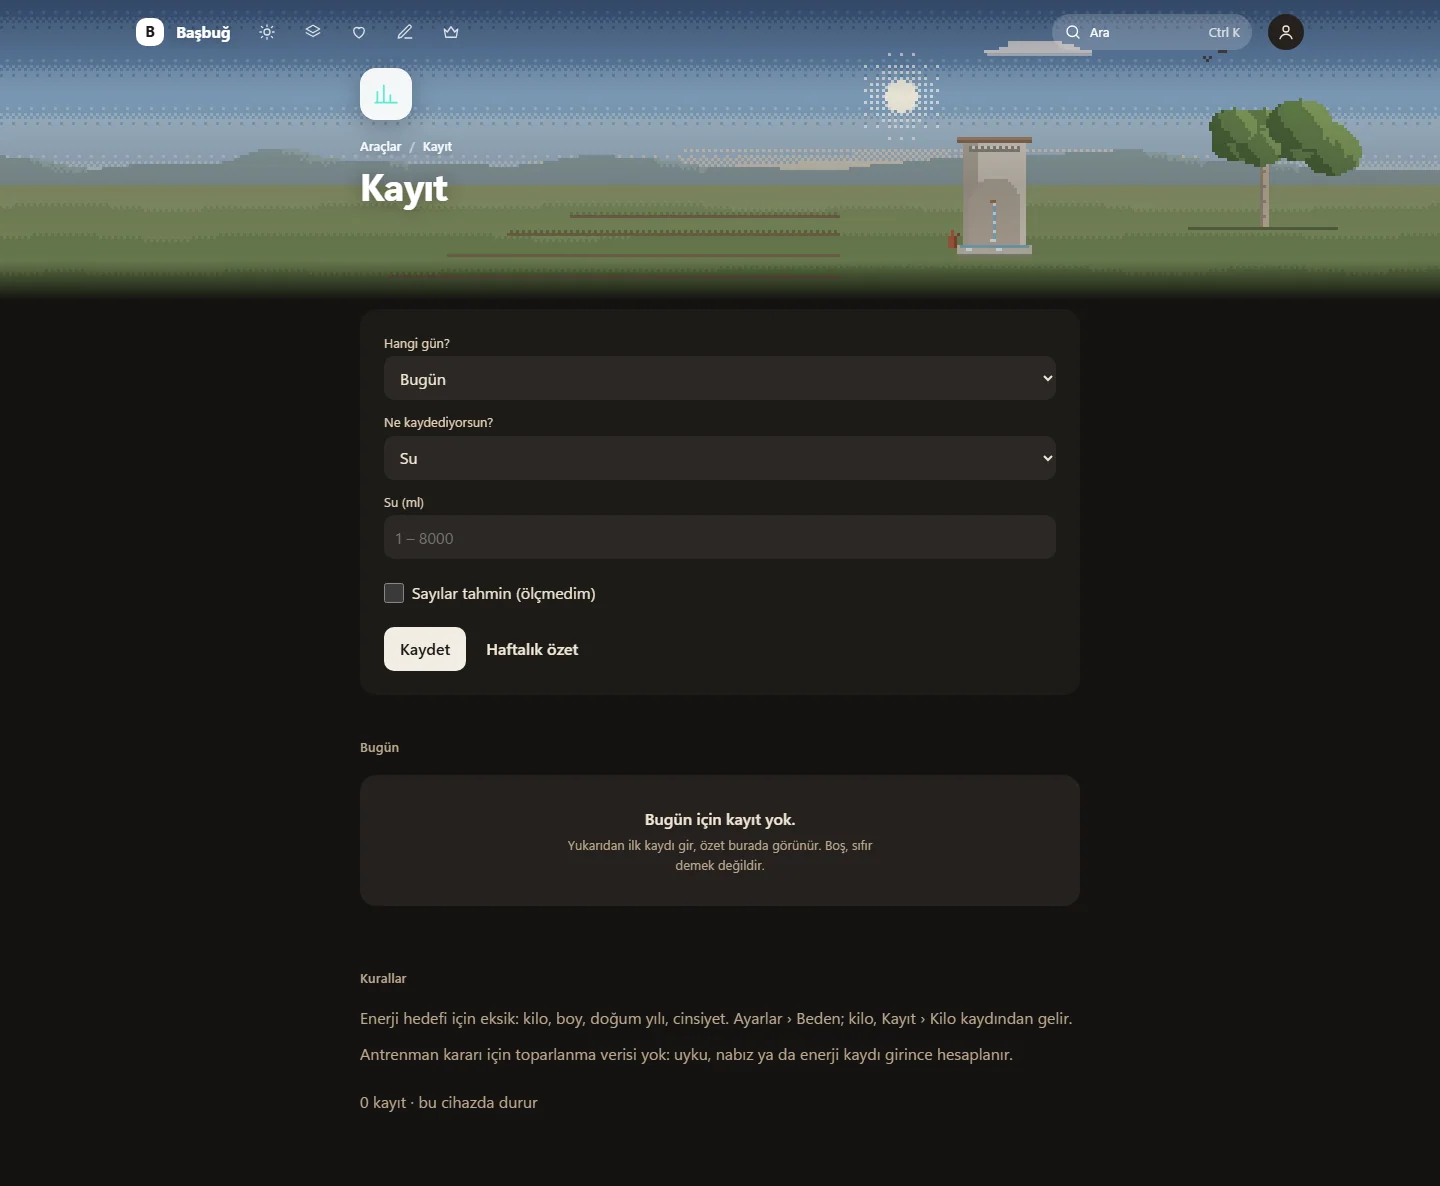 B Başbuğ
Ara Ctrl K
Araçlar / Kayıt
Kayıt
Hangi gün?
Bugün
Ne kaydediyorsun?
Su
Su (ml)
1 – 8000
Sayılar tahmin (ölçmedim)
Kaydet Haftalık özet
Bugün
Bugün için kayıt yok.
Yukarıdan ilk kaydı gir, özet burada görünür. Boş, sıfır
demek değildir.
Kurallar
Enerji hedefi için eksik: kilo, boy, doğum yılı, cinsiyet. Ayarlar › Beden; kilo, Kayıt › Kilo kaydından gelir.
Antrenman kararı için toparlanma verisi yok: uyku, nabız ya da enerji kaydı girince hesaplanır.
0 kayıt · bu cihazda durur